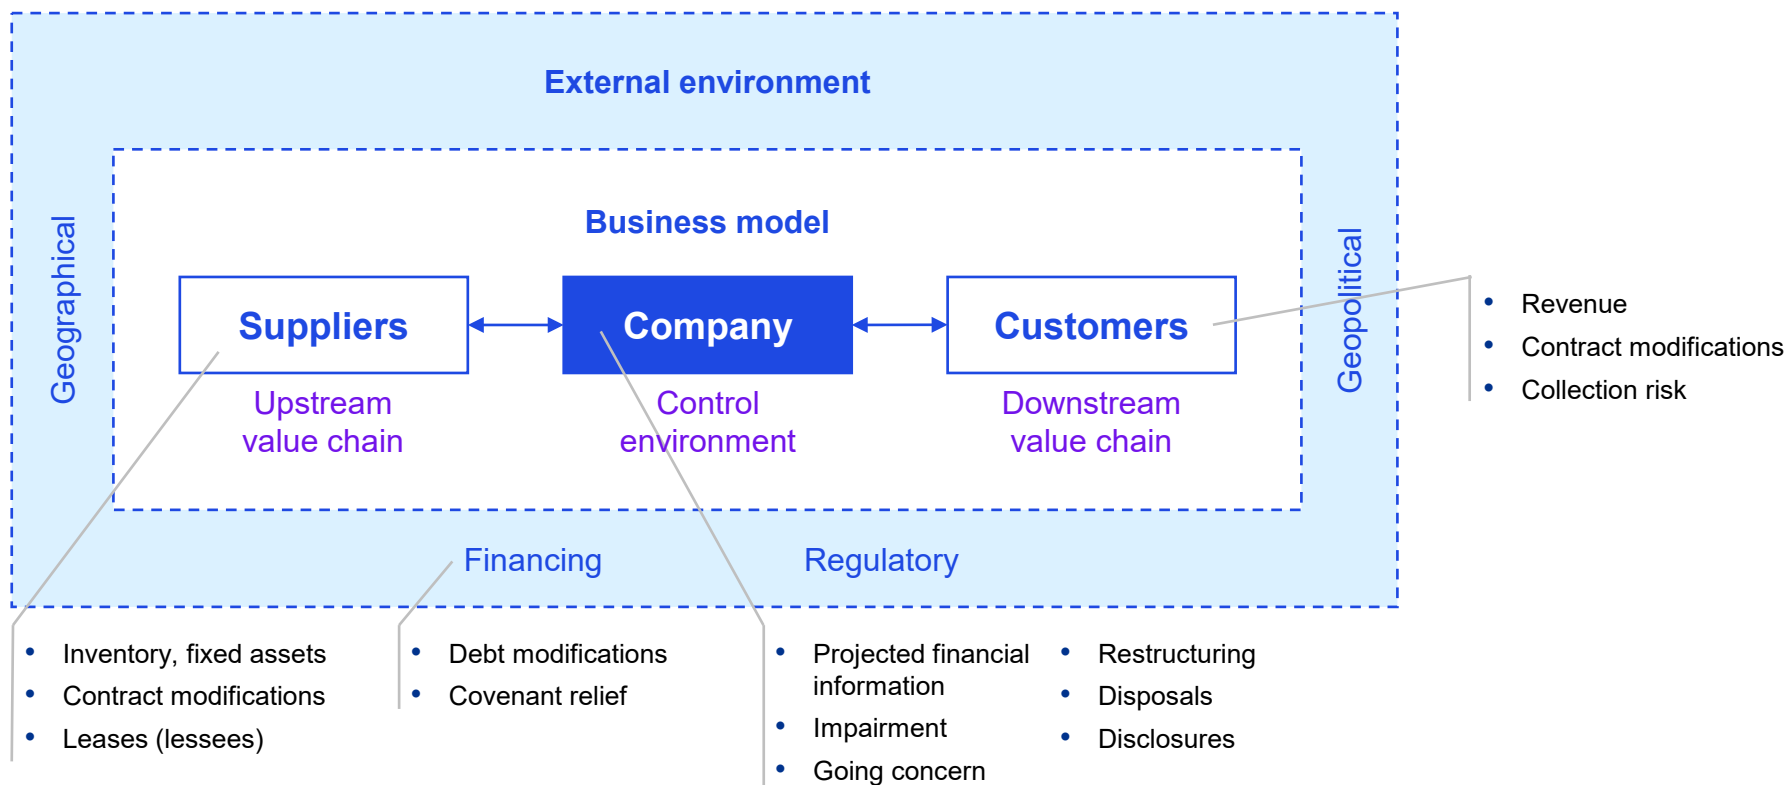 External environment
Business model
Geographical
Geopolitical
Suppliers
Company
Customers
Upstream
value chain
Control
environment
Downstream
value chain
• Revenue
• Contract modifications
• Collection risk
Financing
Regulatory
• Inventory, fixed assets
• Contract modifications
• Leases (lessees)
• Debt modifications
• Covenant relief
• Projected financial
information
• Impairment
• Going concern
• Restructuring
• Disposals
• Disclosures